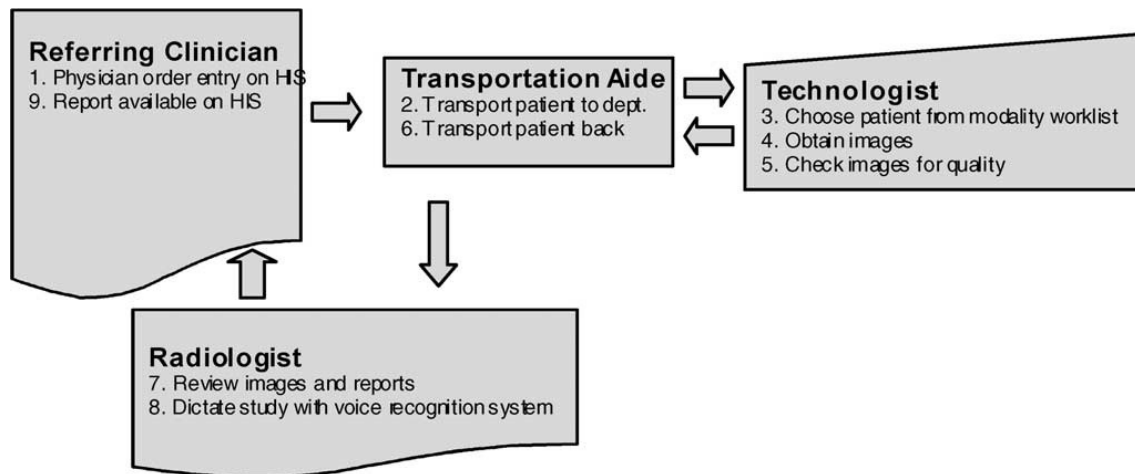 Referring Clinician
1. Physician order entry on HIS
9. Report available on HIS
Transportation Aide
2. Transport patient to dept.
6. Transport patient back
Technologist
3. Choose patient from modality worklist
4. Obtain images
5. Check images for quality
Radiologist
7. Review images and reports
8. Dictate study with voice recognition system